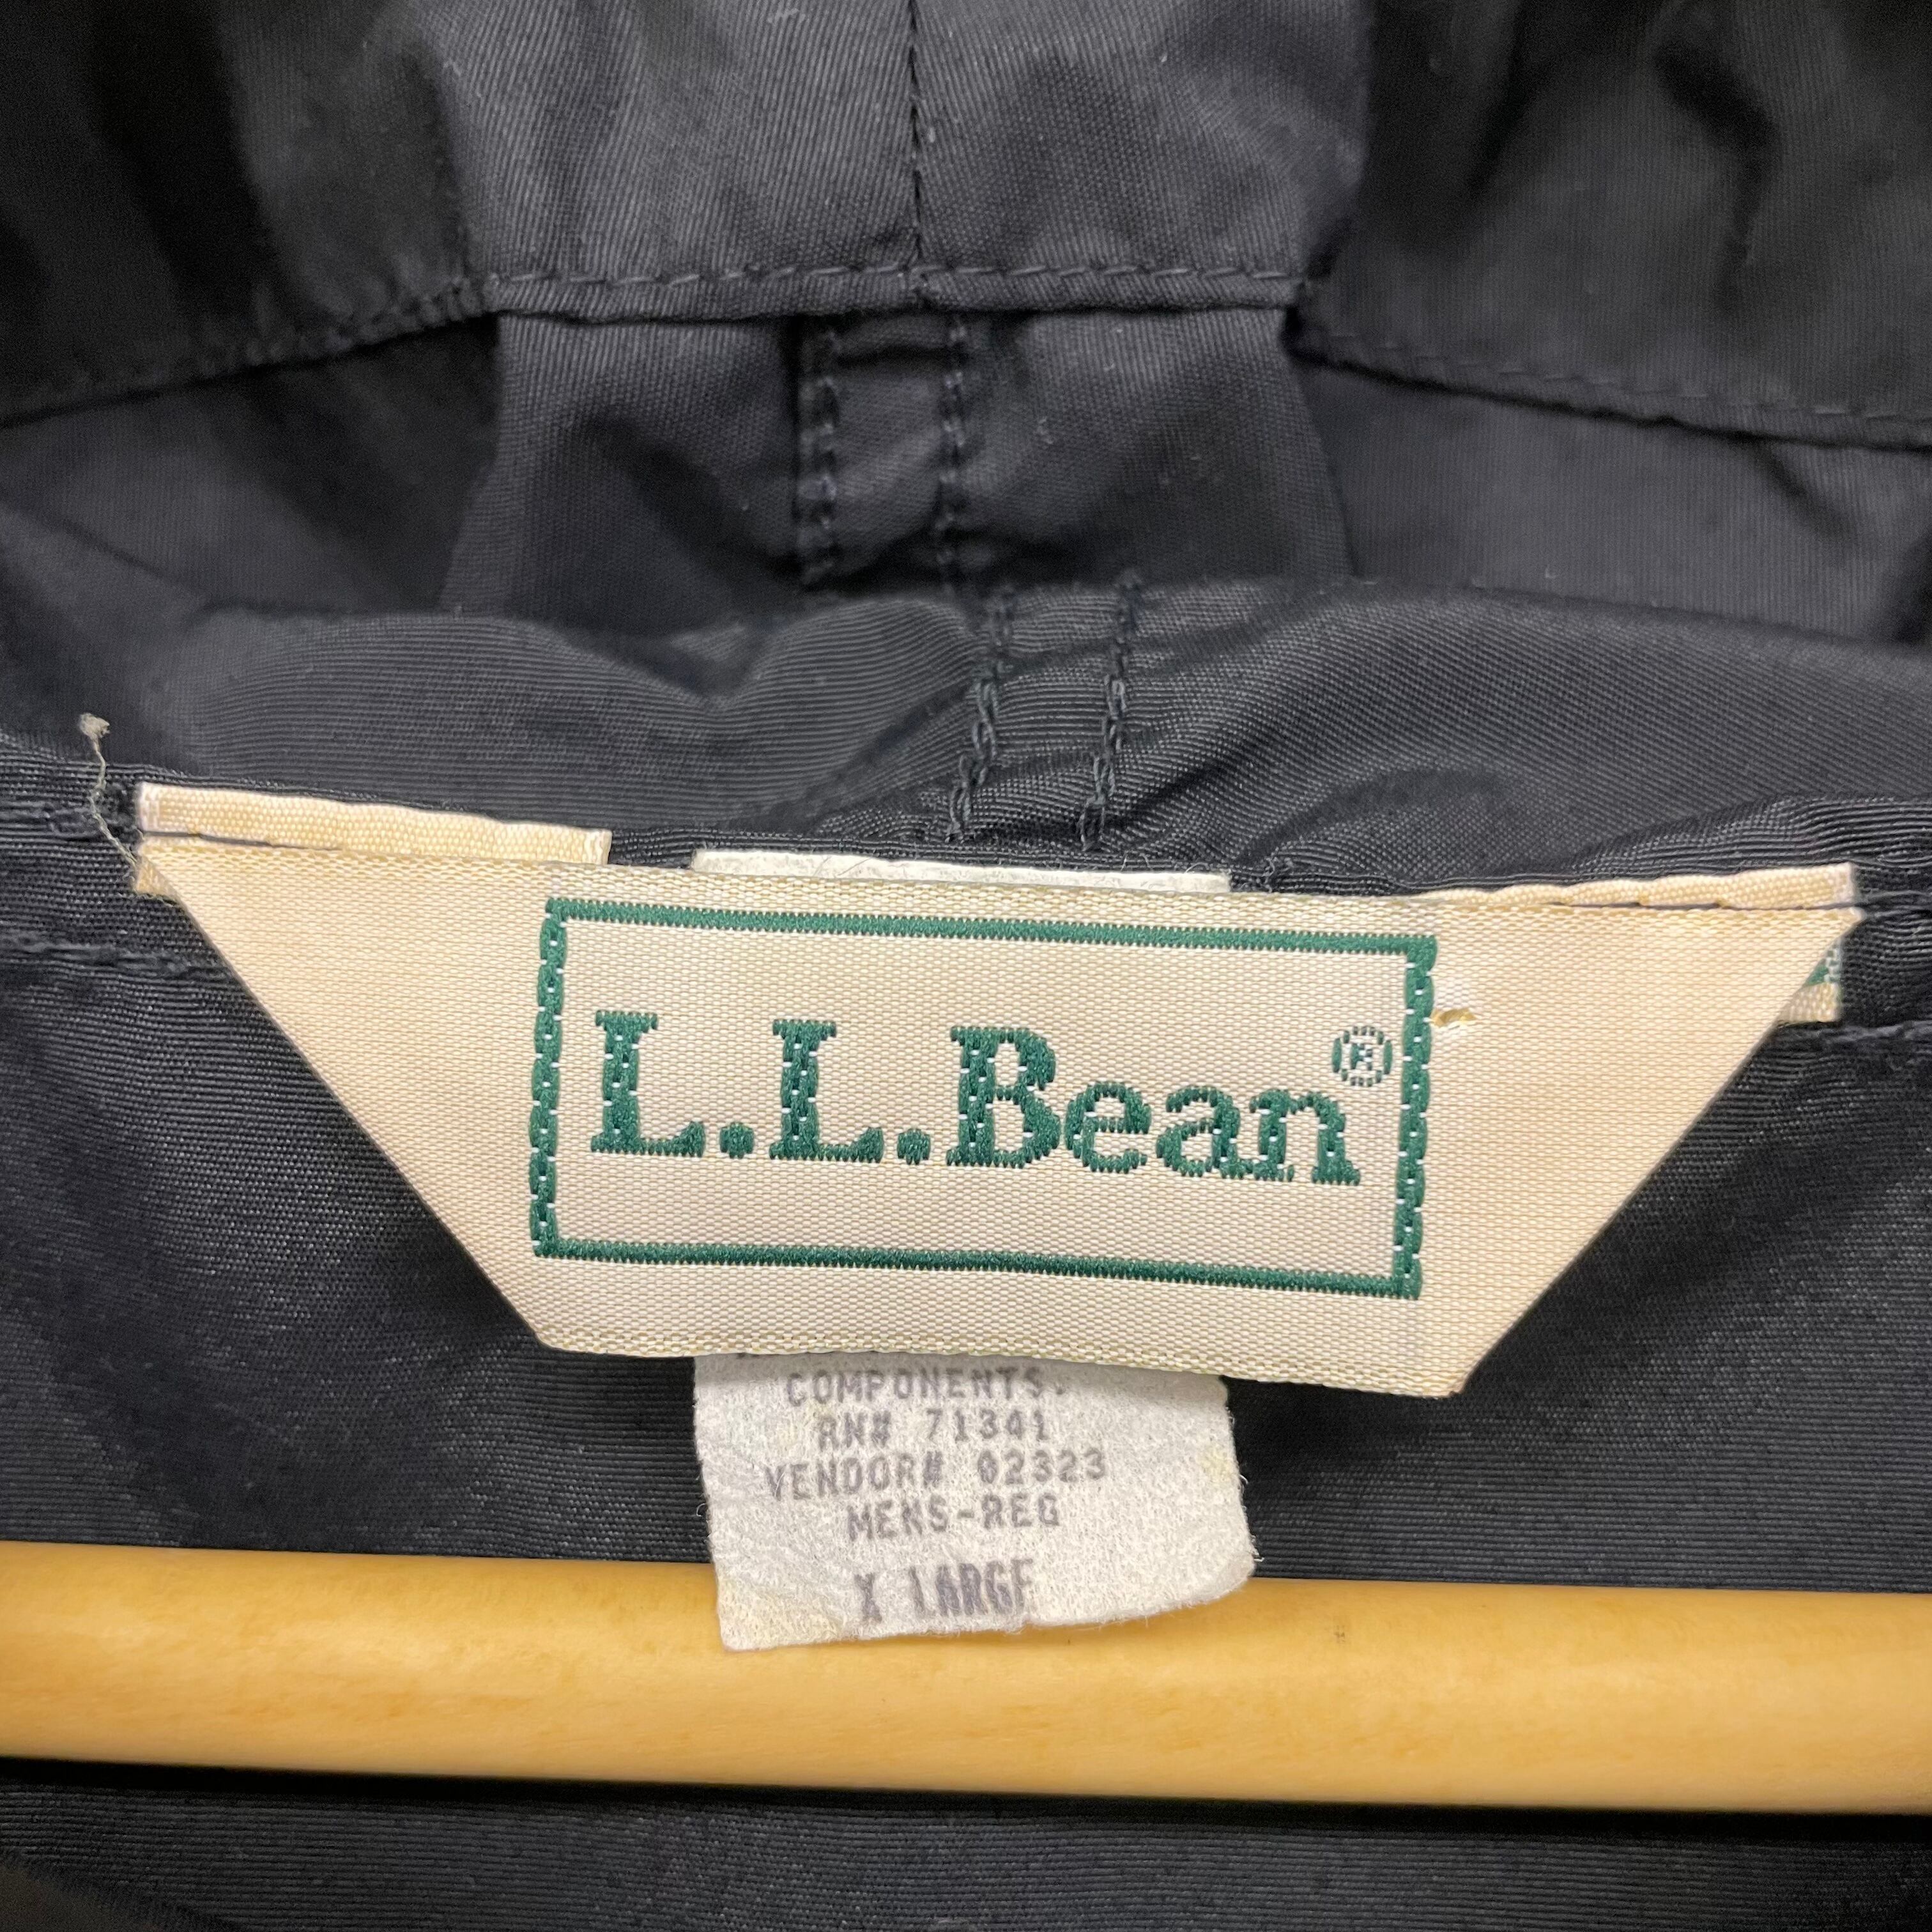 L.L.Bean®
COMPONENTS.
RN# 71341
VENDOR# 02323
MENS-REG
X LARGE